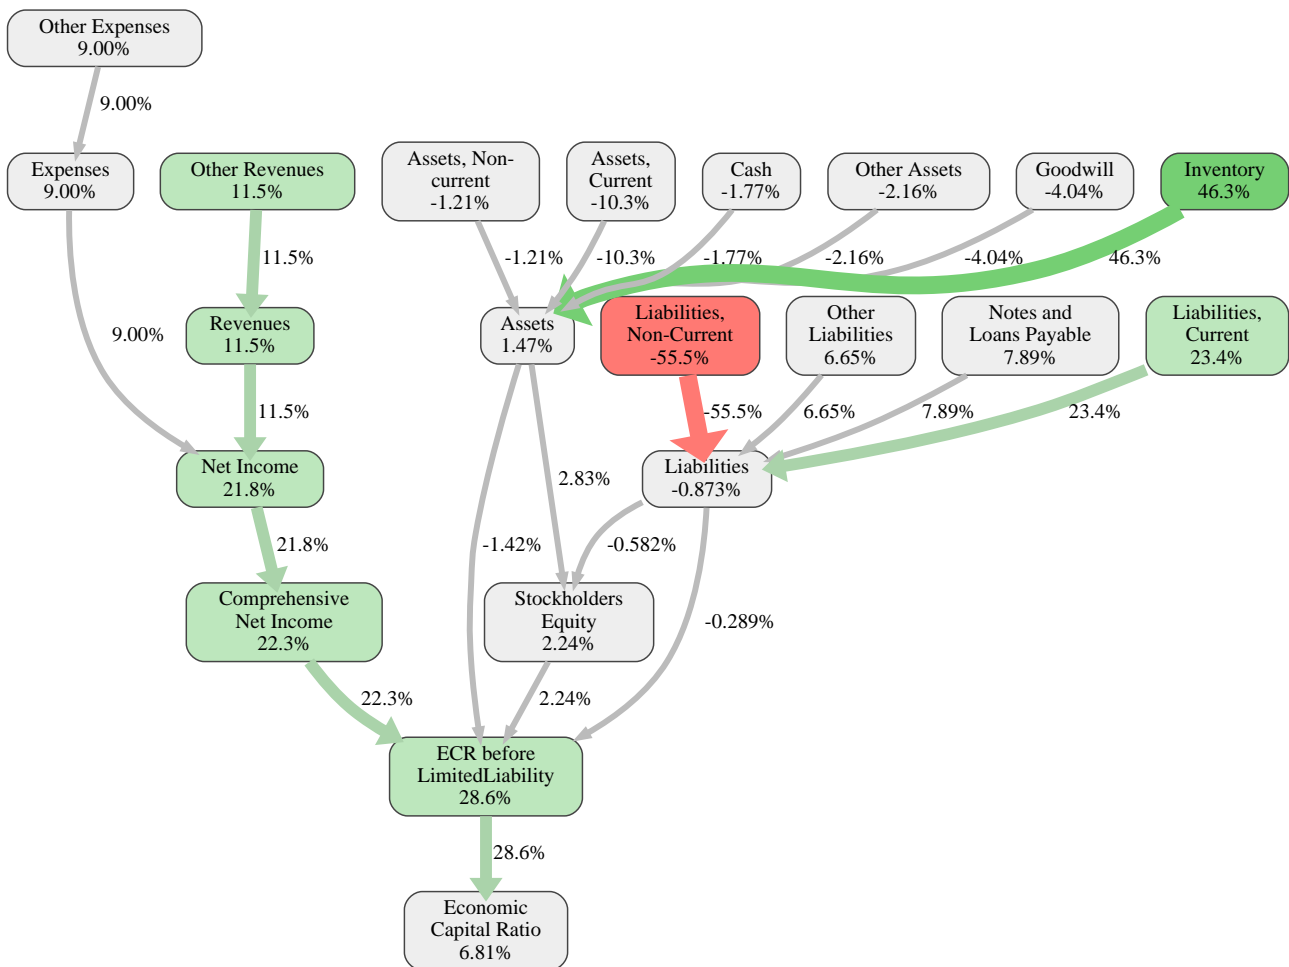 Other Expenses
9.00%
9.00%
Expenses
9.00%
Other Revenues
11.5%
Assets, Non-
current
-1.21%
Assets,
Current
-10.3%
Cash
-1.77%
Other Assets
-2.16%
Goodwill
-4.04%
Inventory
46.3%
11.5%
-1.21%
-10.3%
-1.77%
-2.16%
-4.04%
46.3%
9.00%
Revenues
11.5%
Assets
1.47%
Liabilities,
Non-Current
-55.5%
Other
Liabilities
6.65%
Notes and
Loans Payable
7.89%
Liabilities,
Current
23.4%
11.5%
-55.5%
6.65%
7.89%
23.4%
Net Income
21.8%
2.83%
Liabilities
-0.873%
21.8%
-1.42%
-0.582%
Comprehensive
Net Income
22.3%
Stockholders
Equity
2.24%
-0.289%
22.3%
2.24%
ECR before
LimitedLiability
28.6%
28.6%
Economic
Capital Ratio
6.81%